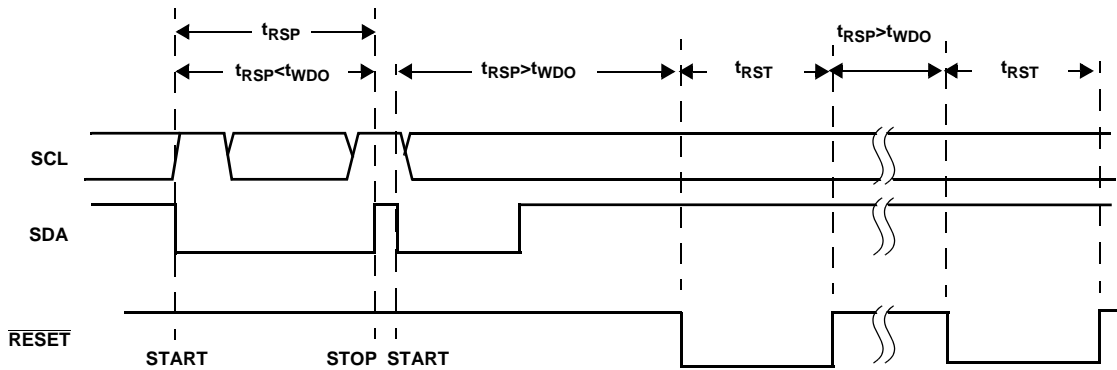 tRSP
tRSP<tWDO
tRSP>tWDO
tRST
tRSP>tWDO
tRST
SCL
SDA
RESET
START
STOP
START